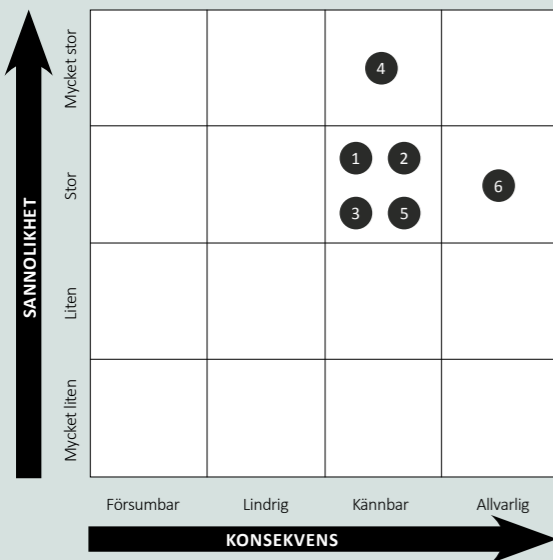 SANNOLIKHET
Mycket stor
4
Stor
1 2
6
3 5
Liten
Mycket liten
Försumbar Lindrig Kännbar Allvarlig
KONSEKVENS